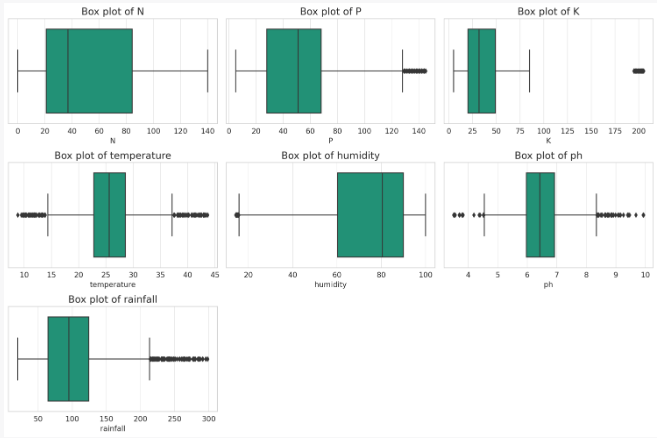 Box plot of N
Box plot of P
Box plot of K
0 20 40 60 80 100 120 140
0 20 40 60 80 100 120 140
0 25 50 75 100 125 150 175 200
N
P
K
Box plot of temperature
Box plot of humidity
Box plot of ph
10 15 20 25 30 35 40 45
20 40 60 80 100
4 5 6 7 8 9 10
temperature
humidity
ph
Box plot of rainfall
50 100 150 200 250 300
rainfall